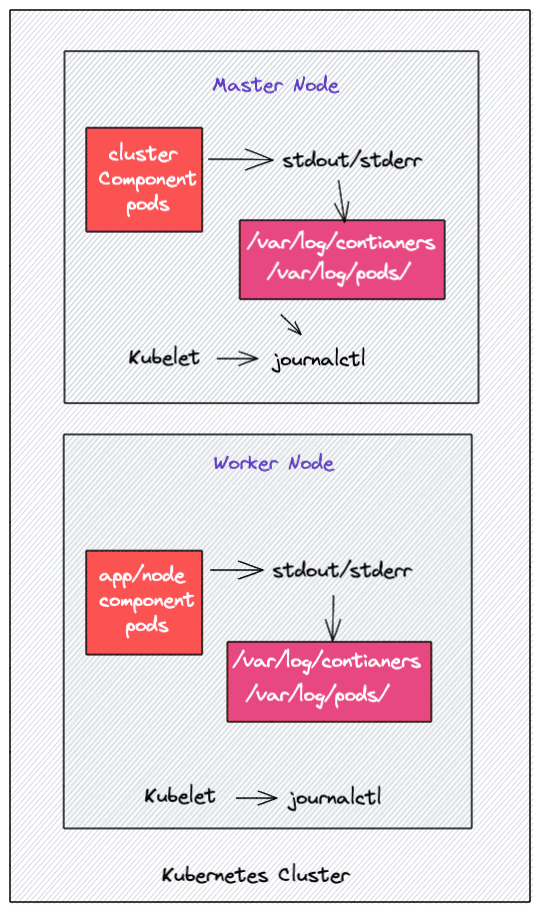 Master Node
cluster
Component
pods
stdout/stderr
/var/log/contianers
/var/log/pods/
Kubelet
journalctl
Worker Node
app/node
component
pods
stdout/stderr
/var/log/contianers
/var/log/pods/
Kubelet
journalctl
Kubernetes Cluster